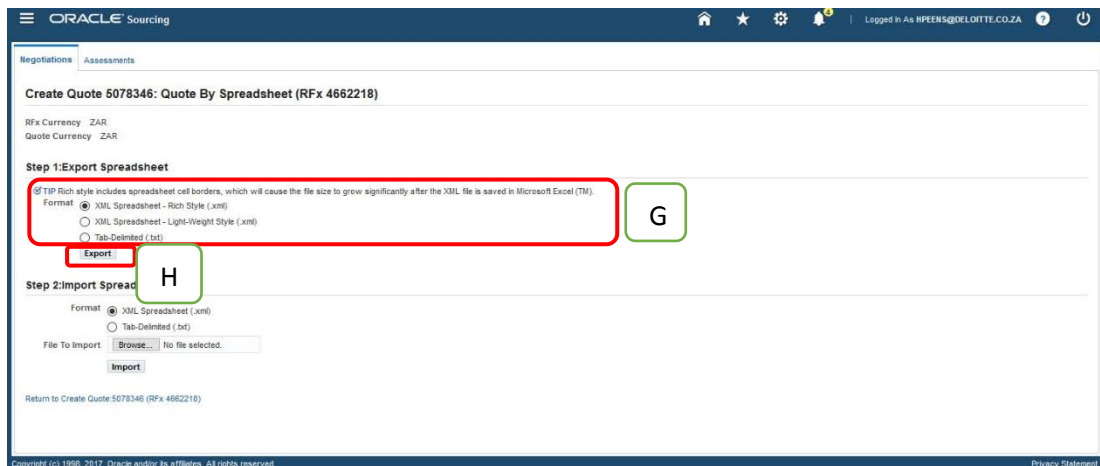 ORACLE Sourcing
4
Logged In As HPEENS@DELOITTE.CO.ZA
?
Negotiations Assessments
Create Quote 5078346: Quote By Spreadsheet (RFx 4662218)
RFx Currency ZAR
Quote Currency ZAR
Step 1:Export Spreadsheet
TIP Rich style includes spreadsheet cell borders, which will cause the file size to grow significantly after the XML file is saved in Microsoft Excel (TM).
Format XML Spreadsheet - Rich Style (.xml)
XML Spreadsheet - Light-Weight Style (.xml)
Tab-Delimited (.txt)
G
Export
H
Step 2:Import Spread
Format XML Spreadsheet (.xml)
Tab-Delimited (.txt)
File To Import Browse... No file selected.
Import
Return to Create Quote:5078346 (RFx 4662218)
Copyright (c) 1998, 2017, Oracle and/or its affiliates. All rights reserved.
Privacy Statement